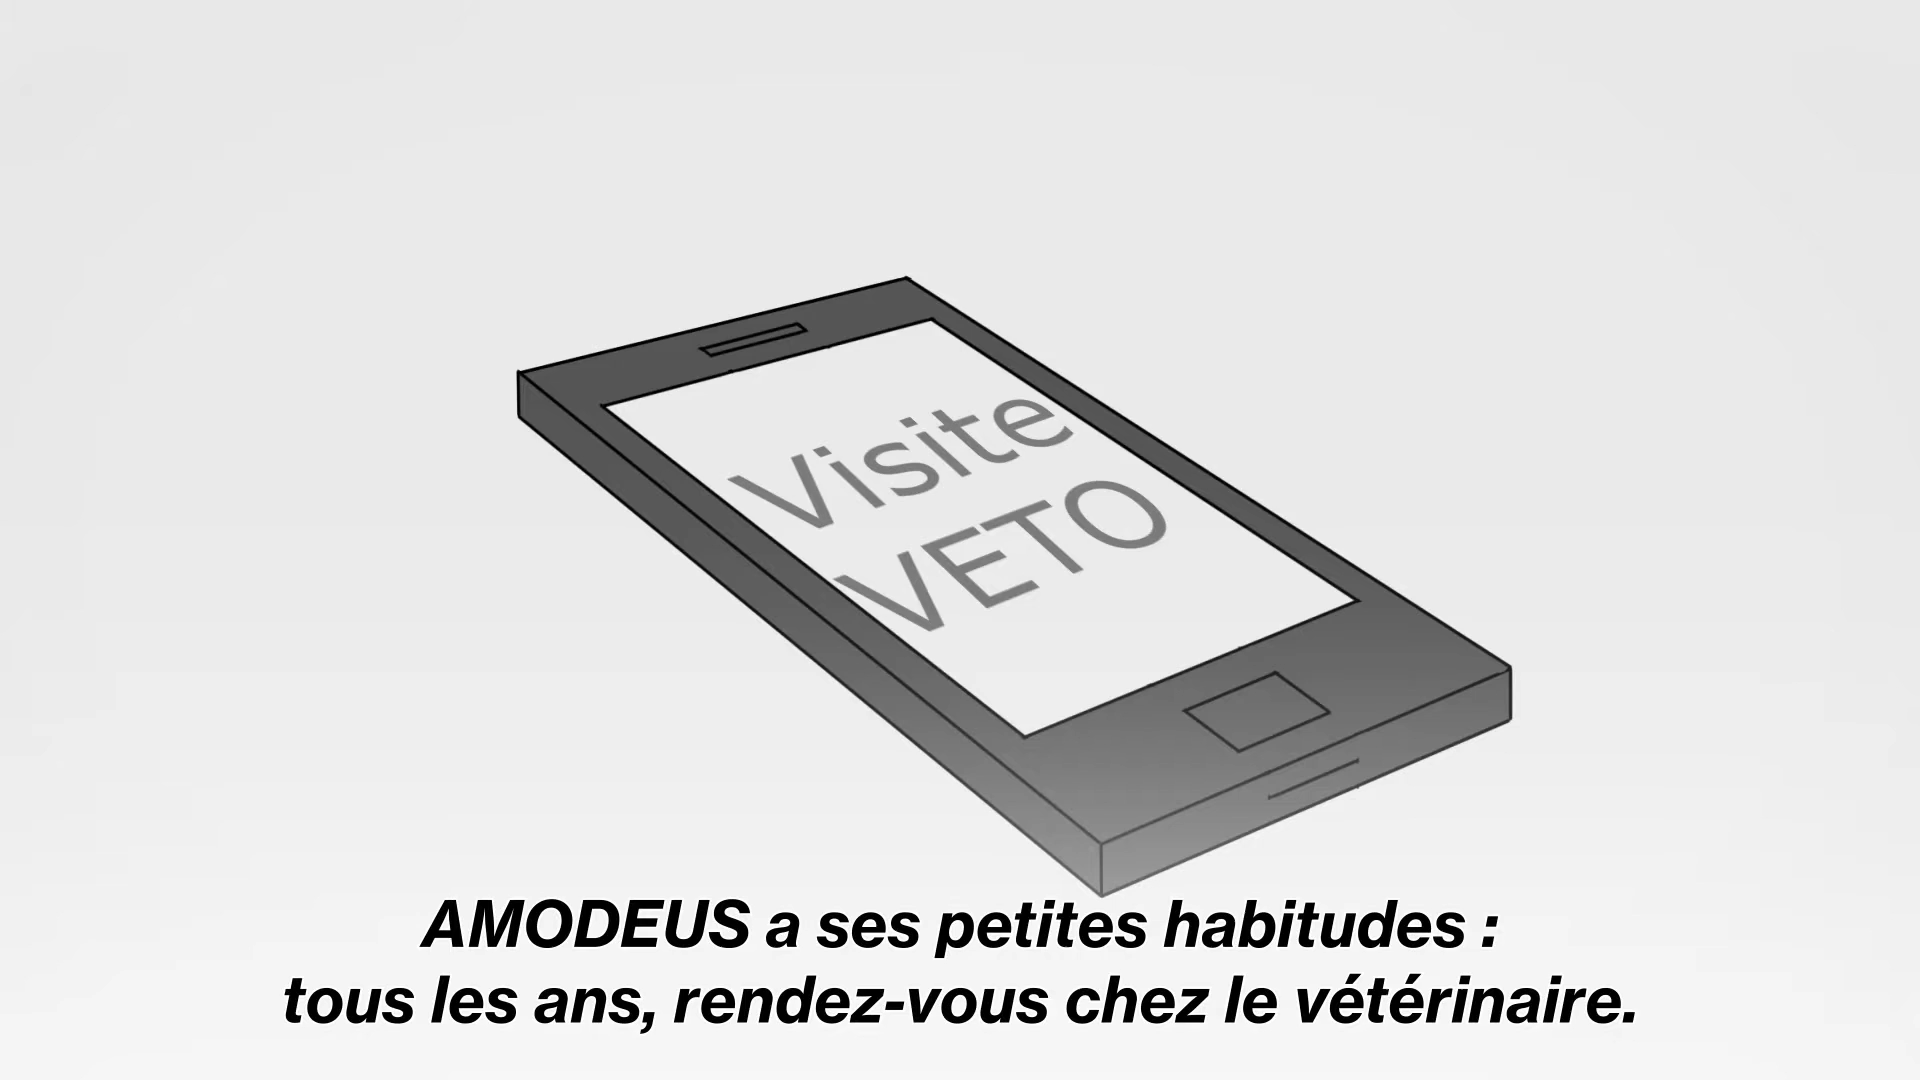 Visite
VETO
AMODEUS a ses petites habitudes :
tous les ans, rendez-vous chez le vétérinaire.